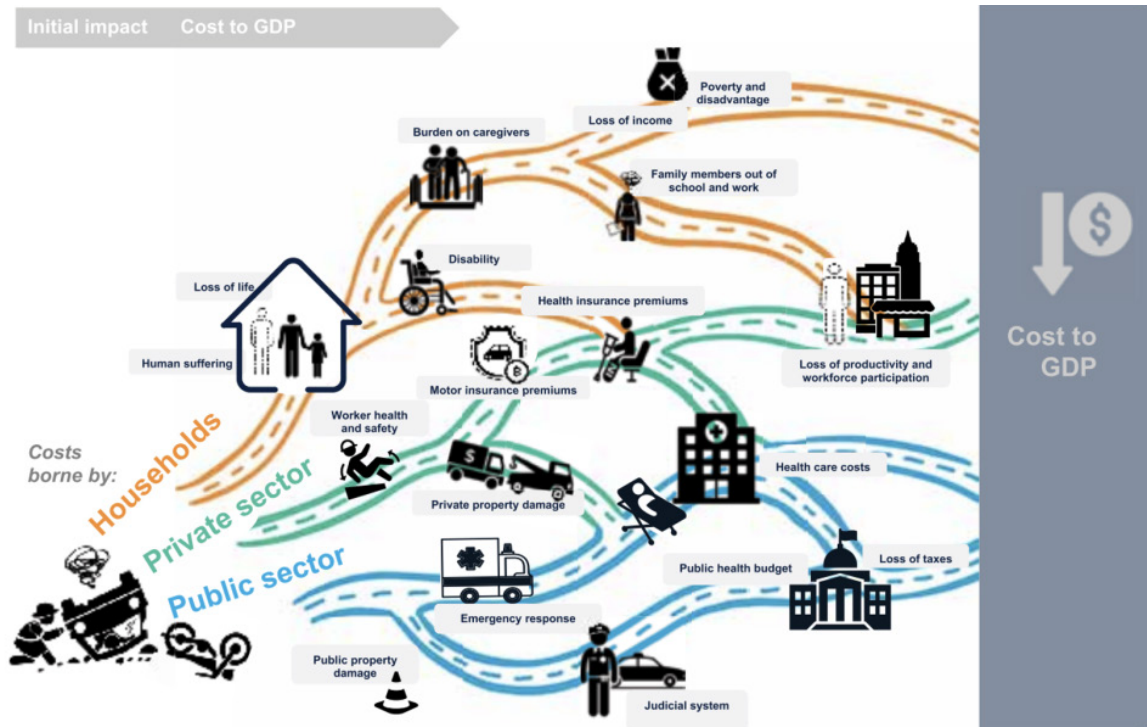 Initial impact Cost to GDP
Poverty and
disadvantage
Loss of income
Burden on caregivers
Family members out of
school and work
Disability
Loss of life
Health insurance premiums
Human suffering
Loss of productivity and
workforce participation
Motor insurance premiums
Worker health
and safety
Cost to
GDP
$
Costs
borne by:
Households
Private sector
Public sector
Private property damage
Health care costs
Public health budget
Loss of taxes
Emergency response
Public property
damage
Judicial system